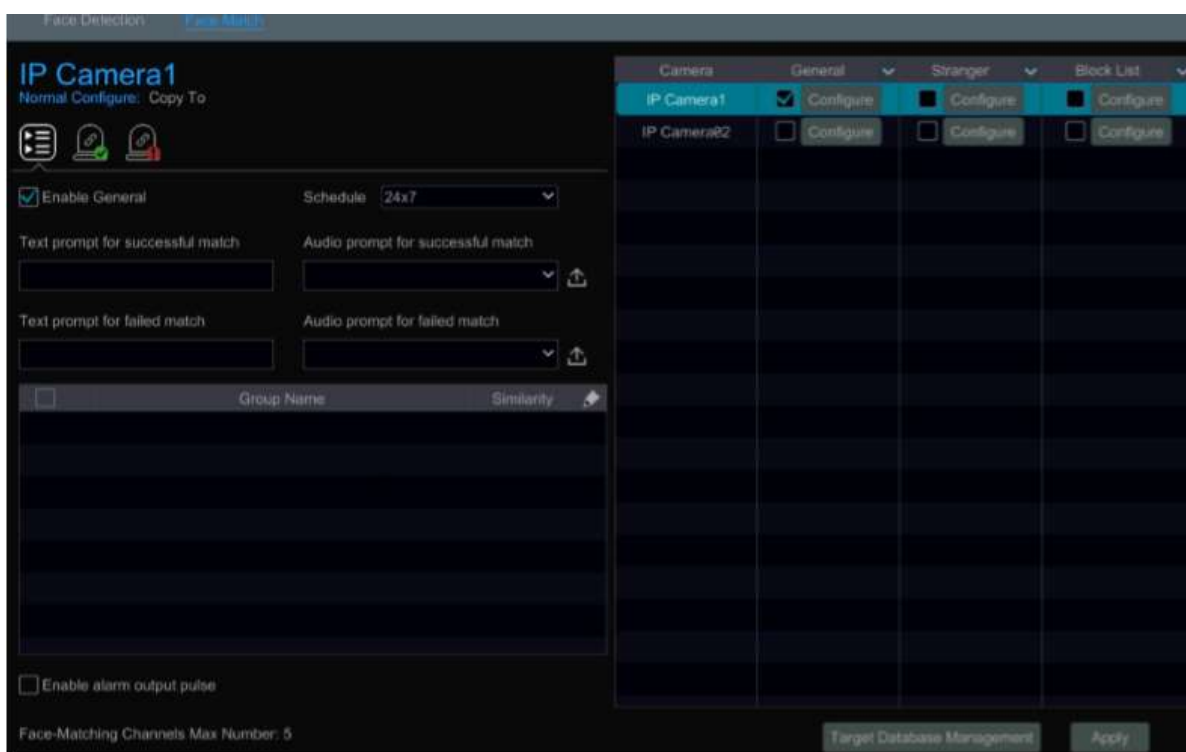 Face Detection Face Match
IP Camera1
Normal Configure: Copy To
Enable General Schedule 24x7
Text prompt for successful match Audio prompt for successful match
Text prompt for failed match Audio prompt for failed match
Group Name Similarity
Enable alarm output pulse
Face-Matching Channels Max Number: 5
Camera General Stranger Block List
IP Camera1 Configure Configure Configure
IP Camera02 Configure Configure Configure
Target Database Management Apply